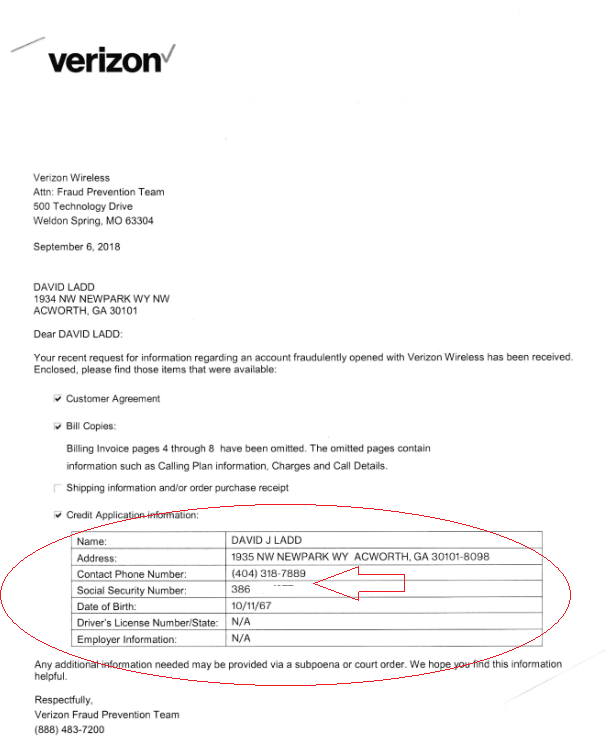 verizon✓
Verizon Wireless
Attn: Fraud Prevention Team
500 Technology Drive
Weldon Spring, MO 63304
September 6, 2018
DAVID LADD
1934 NW NEWPARK WY NW
ACWORTH, GA 30101
Dear DAVID LADD:
Your recent request for information regarding an account fraudulently opened with Verizon Wireless has been received.
Enclosed, please find those items that were available:
Customer Agreement
Bill Copies:
Billing Invoice pages 4 through 8 have been omitted. The omitted pages contain
information such as Calling Plan information, Charges and Call Details.
Shipping information and/or order purchase receipt
Credit Application information:
Name: DAVID J LADD
Address: 1935 NW NEWPARK WY ACWORTH, GA 30101-8098
Contact Phone Number: (404) 318-7889
Social Security Number: 386
Date of Birth: 10/11/67
Driver's License Number/State: N/A
Employer Information: N/A
Any additional information needed may be provided via a subpoena or court order. We hope you find this information
helpful.
Respectfully,
Verizon Fraud Prevention Team
(888) 483-7200